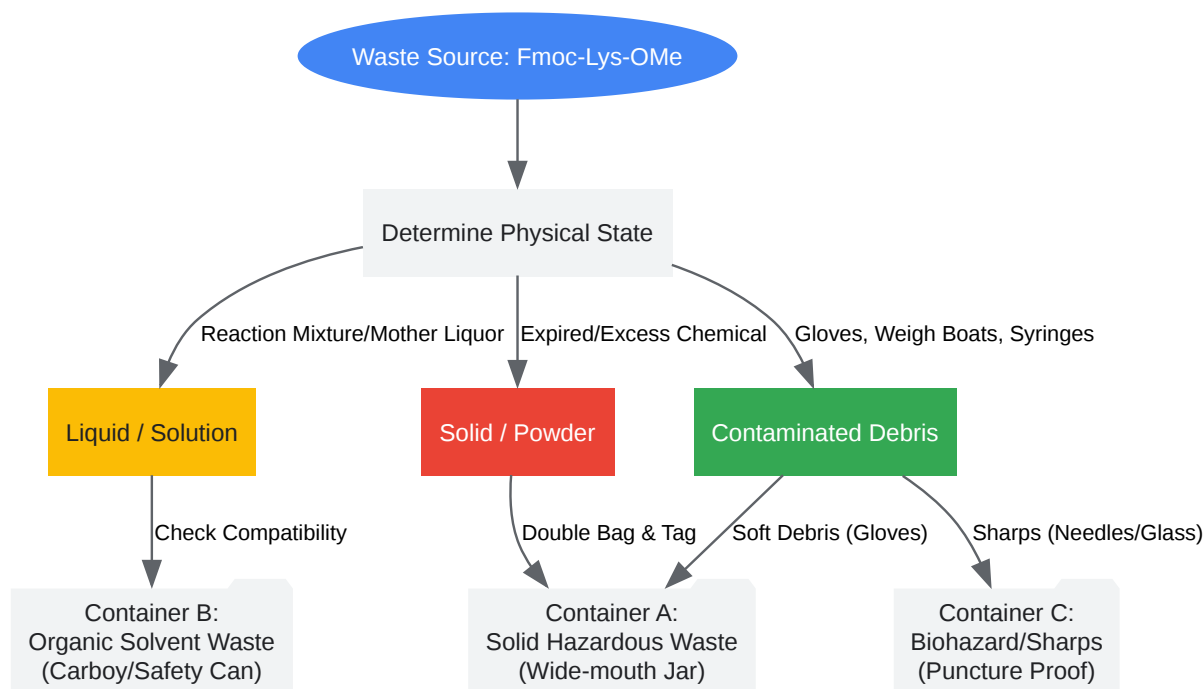 Waste Source: Fmoc-Lys-OMe
Determine Physical State
Reaction Mixture/Mother Liquor
Expired/Excess Chemical
Gloves, Weigh Boats, Syringes
Liquid / Solution
Solid / Powder
Contaminated Debris
Check Compatibility
Double Bag & Tag
Soft Debris (Gloves)
Sharps (Needles/Glass)
Container B:
Organic Solvent Waste
(Carboy/Safety Can)
Container A:
Solid Hazardous Waste
(Wide-mouth Jar)
Container C:
Biohazard/Sharps
(Puncture Proof)